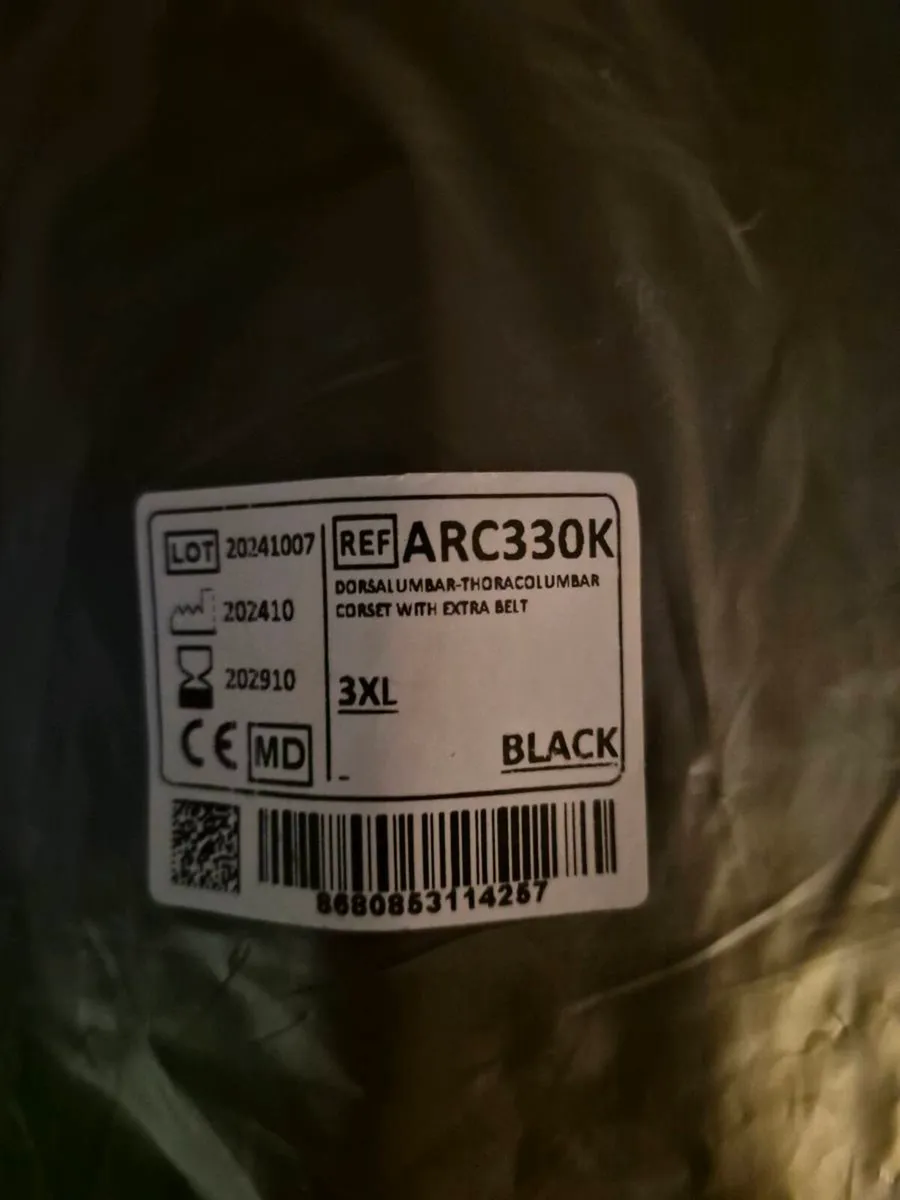 LOT 20241007
202410
202910
CE MD
REF ARC330K
DORSALUMBAR-THORACOLUMBAR
CORSET WITH EXTRA BELT
3XL
BLACK
8680853114257